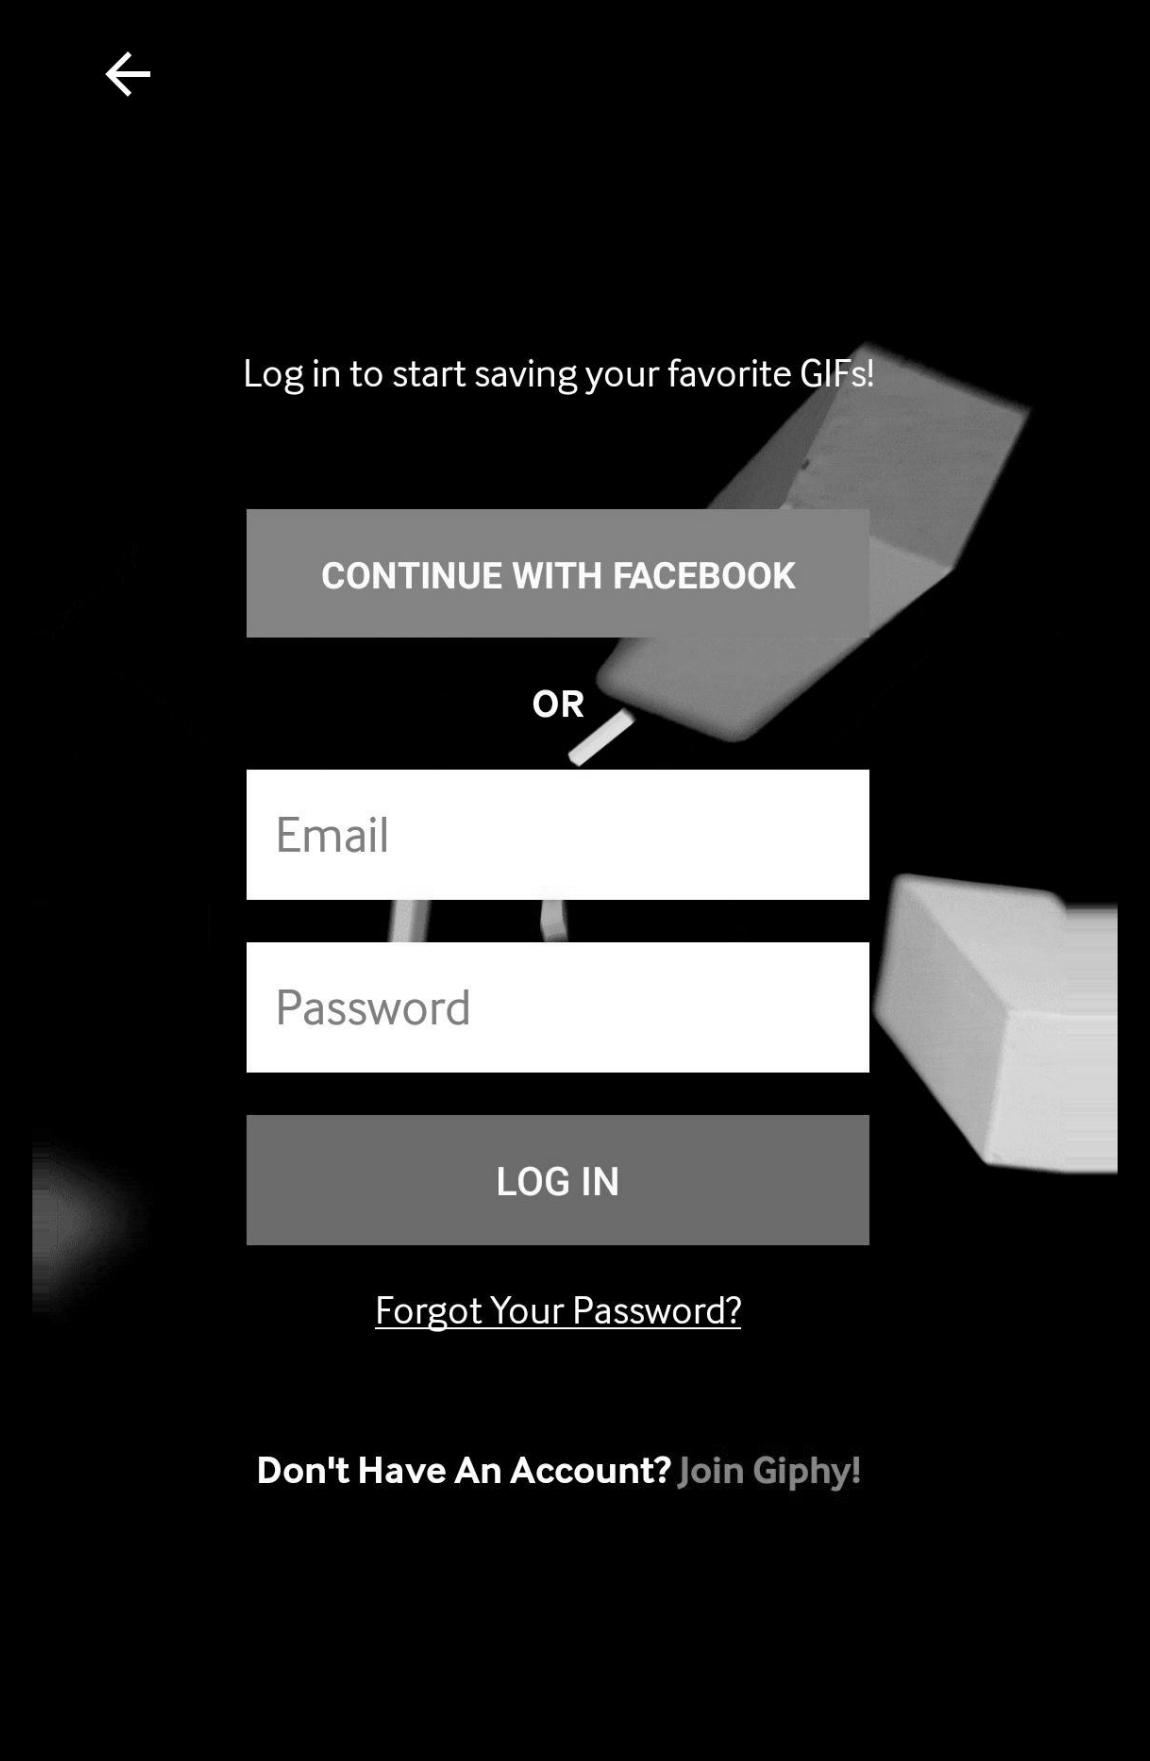 Log in to start saving your favorite GIFs!
CONTINUE WITH FACEBOOK
OR
Email
Password
LOG IN
Forgot Your Password?
Don't Have An Account? Join Giphy!